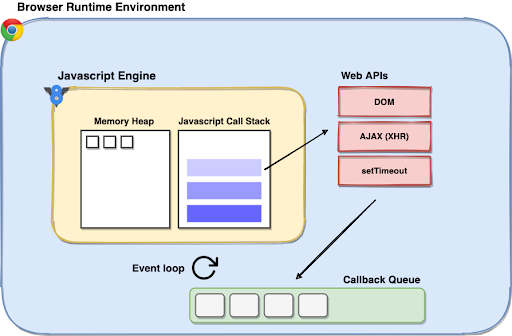 Browser Runtime Environment
Javascript Engine
Web APIs
Memory Heap
Javascript Call Stack
DOM
AJAX (XHR)
setTimeout
Event loop
Callback Queue